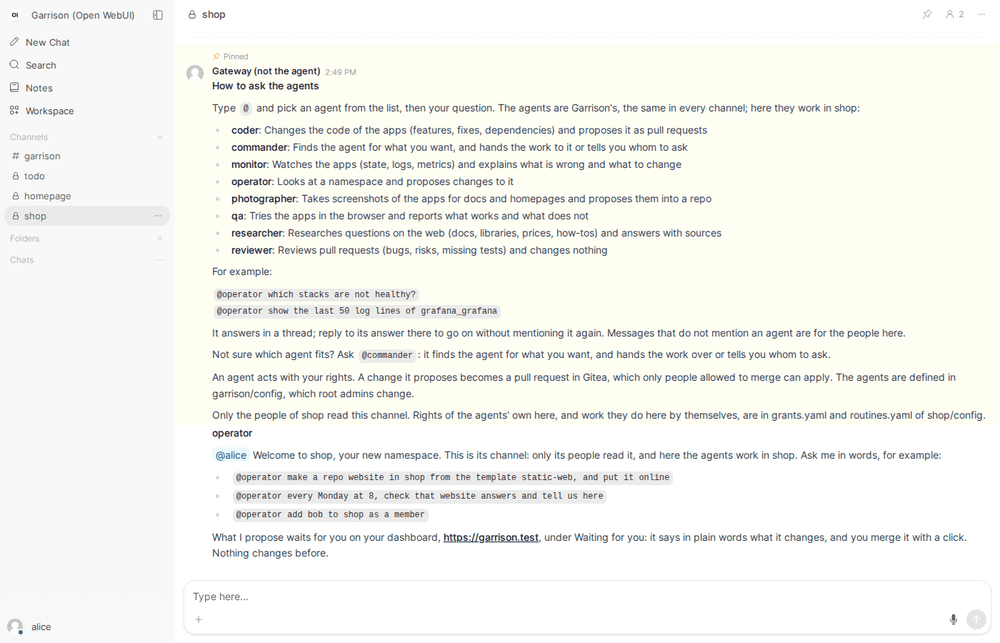 OI Garrison (Open WebUI)
New Chat
Search
Notes
Workspace
Channels
garrison
todo
homepage
shop
Folders
Chats
alice
shop
2
Pinned
Gateway (not the agent) 2:49 PM
How to ask the agents
Type @ and pick an agent from the list, then your question. The agents are Garrison's, the same in every channel; here they work in shop:
coder: Changes the code of the apps (features, fixes, dependencies) and proposes it as pull requests
commander: Finds the agent for what you want, and hands the work to it or tells you whom to ask
monitor: Watches the apps (state, logs, metrics) and explains what is wrong and what to change
operator: Looks at a namespace and proposes changes to it
photographer: Takes screenshots of the apps for docs and homepages and proposes them into a repo
qa: Tries the apps in the browser and reports what works and what does not
researcher: Researches questions on the web (docs, libraries, prices, how-tos) and answers with sources
reviewer: Reviews pull requests (bugs, risks, missing tests) and changes nothing
For example:
@operator which stacks are not healthy?
@operator show the last 50 log lines of grafana_grafana
It answers in a thread; reply to its answer there to go on without mentioning it again. Messages that do not mention an agent are for the people here.
Not sure which agent fits? Ask @commander : it finds the agent for what you want, and hands the work over or tells you whom to ask.
An agent acts with your rights. A change it proposes becomes a pull request in Gitea, which only people allowed to merge can apply. The agents are defined in
garrison/config, which root admins change.
Only the people of shop read this channel. Rights of the agents' own here, and work they do here by themselves, are in grants.yaml and routines.yaml of shop/config.
operator
@alice Welcome to shop, your new namespace. This is its channel: only its people read it, and here the agents work in shop. Ask me in words, for example:
@operator make a repo website in shop from the template static-web, and put it online
@operator every Monday at 8, check that website answers and tell us here
@operator add bob to shop as a member
What I propose waits for you on your dashboard, https://garrison.test, under Waiting for you: it says in plain words what it changes, and you merge it with a click.
Nothing changes before.
Type here...